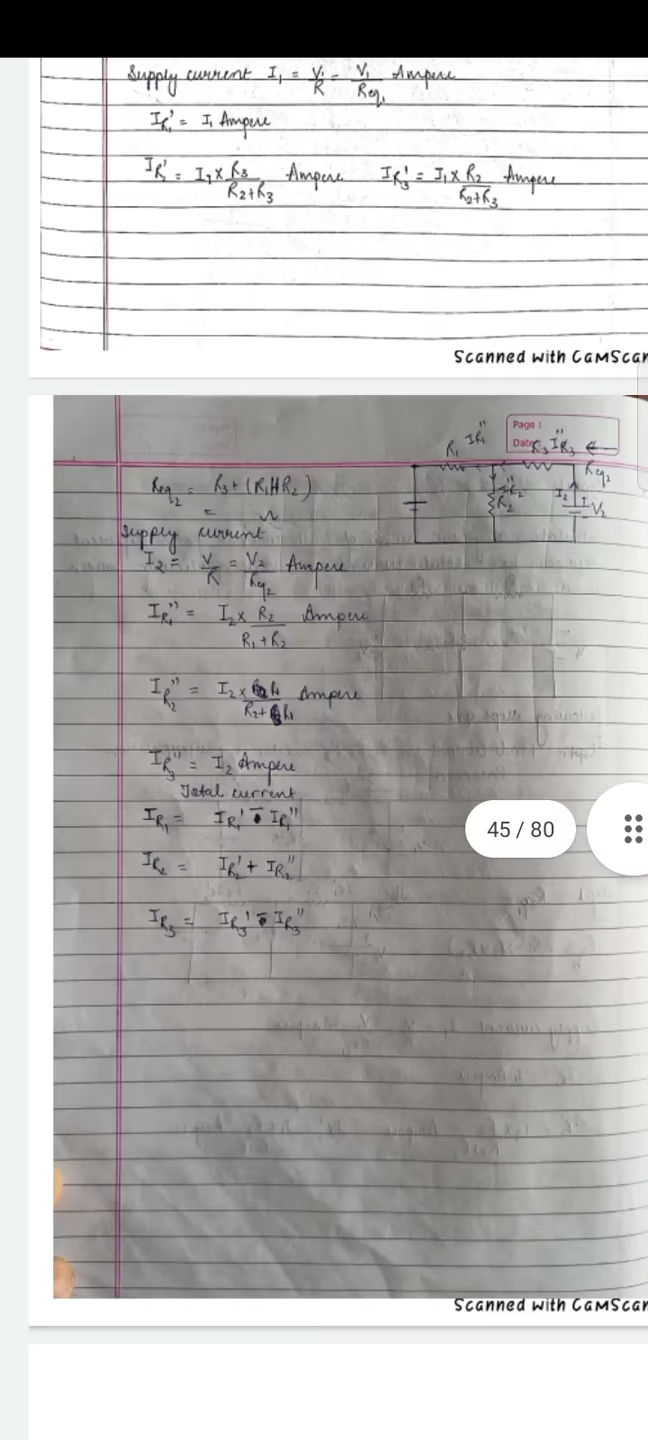 Supply current I₁ = V₁/R = V₁/Req₁ Ampere
IR₁' = I₁ Ampere
IR' = I₁ x R₃/R₂+R₃ Ampere IR₃' = I₁ x R₂/R₂+R₃ Ampere
Scanned with CamScan
Page :
Date
R₁ IR₁" R₃ IR₃"
Req₂
R₂ I₂ V₂
Req₂ = R₃ + (R₁||R₂)
=
Supply current
I₂ = V/R = V₂/Req₂ Ampere
IR₁" = I₂ x R₂/R₁+R₂ Ampere
IR₂" = I₂ x R₁/R₂+R₁ Ampere
IR₃" = I₂ Ampere
Total current
IR₁ = IR₁' - IR₁"
45 / 80
IR₂ = IR₂' + IR₂"
IR₃ = IR₃' - IR₃"
Scanned with CamScan